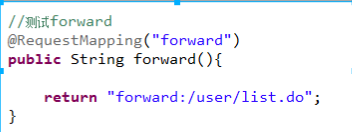 //测试forward
@RequestMapping("forward")
public String forward(){
return "forward:/user/list.do";
}